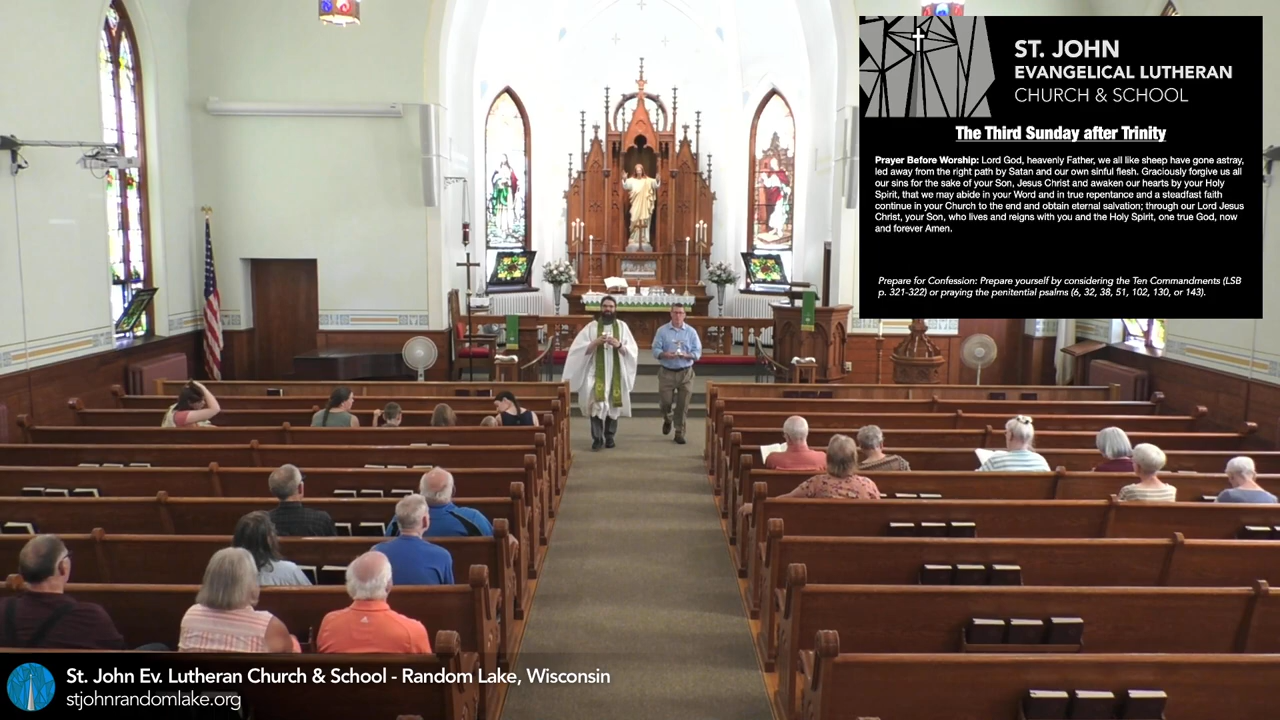 ST. JOHN
EVANGELICAL LUTHERAN
CHURCH & SCHOOL
The Third Sunday after Trinity
Prayer Before Worship: Lord God, heavenly Father, we all like sheep have gone astray,
led away from the right path by Satan and our own sinful flesh. Graciously forgive us all
our sins for the sake of your Son, Jesus Christ and awaken our hearts by your Holy
Spirit, that we may abide in your Word and in true repentance and a steadfast faith
continue in your Church to the end and obtain eternal salvation; through our Lord Jesus
Christ, your Son, who lives and reigns with you and the Holy Spirit, one true God, now
and forever Amen.
Prepare for Confession: Prepare yourself by considering the Ten Commandments (LSB
p. 321-322) or praying the penitential psalms (6, 32, 38, 51, 102, 130, or 143).
St. John Ev. Lutheran Church & School - Random Lake, Wisconsin
stjohnrandomlake.org